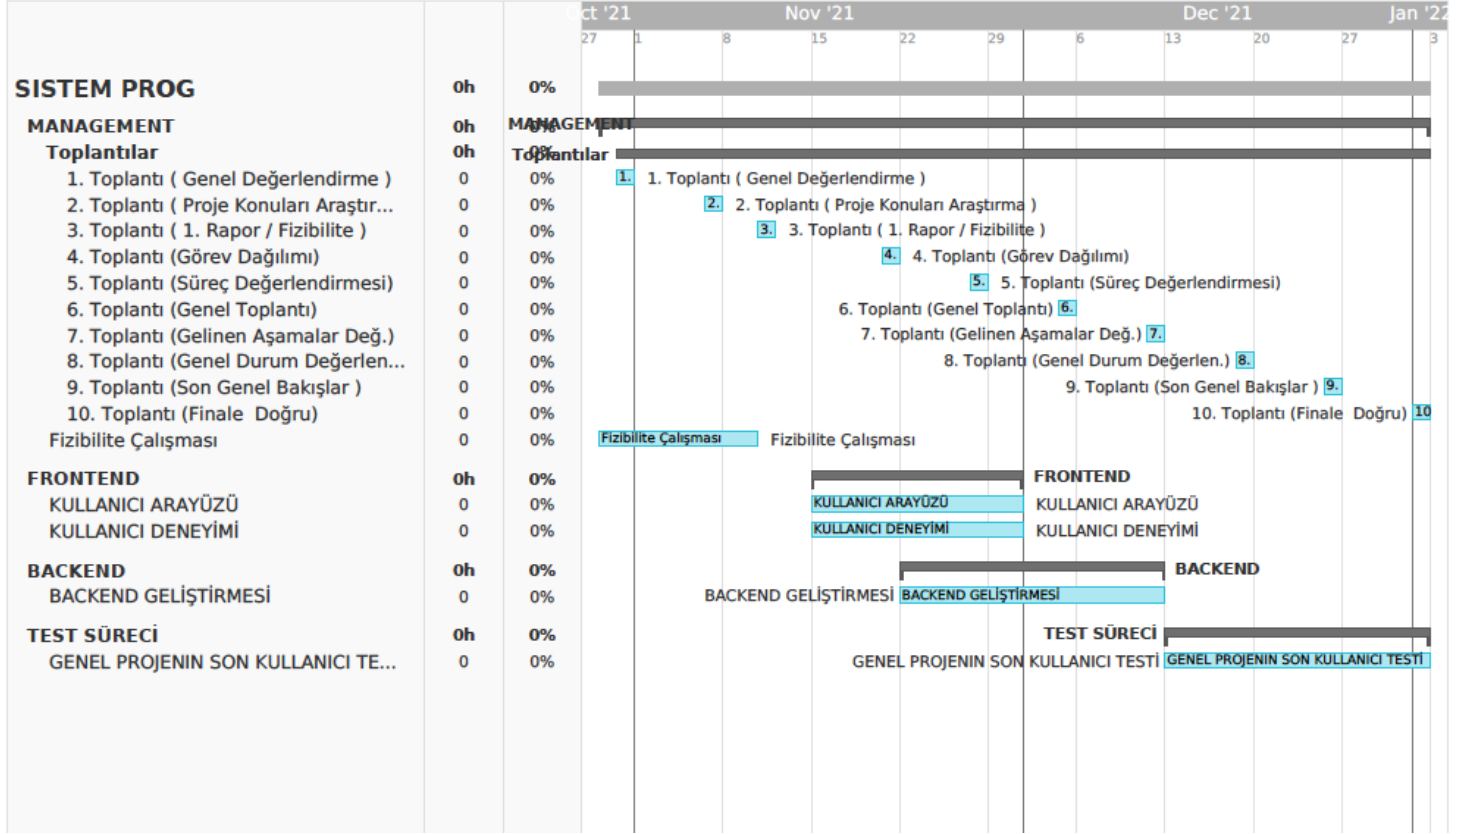 Oct '21 Nov '21 Dec '21 Jan '22
27 1 8 15 22 29 6 13 20 27 3
SISTEM PROG 0h 0%
MANAGEMENT 0h 0% MANAGEMENT
Toplantılar 0h 0% Toplantılar
1. Toplantı ( Genel Değerlendirme ) 0 0% 1. 1. Toplantı ( Genel Değerlendirme )
2. Toplantı ( Proje Konuları Araştır... 0 0% 2. 2. Toplantı ( Proje Konuları Araştırma )
3. Toplantı ( 1. Rapor / Fizibilite ) 0 0% 3. 3. Toplantı ( 1. Rapor / Fizibilite )
4. Toplantı (Görev Dağılımı) 0 0% 4. 4. Toplantı (Görev Dağılımı)
5. Toplantı (Süreç Değerlendirmesi) 0 0% 5. 5. Toplantı (Süreç Değerlendirmesi)
6. Toplantı (Genel Toplantı) 0 0% 6. Toplantı (Genel Toplantı) 6.
7. Toplantı (Gelinen Aşamalar Değ.) 0 0% 7. Toplantı (Gelinen Aşamalar Değ.) 7.
8. Toplantı (Genel Durum Değerlen... 0 0% 8. Toplantı (Genel Durum Değerlen.) 8.
9. Toplantı (Son Genel Bakışlar ) 0 0% 9. Toplantı (Son Genel Bakışlar ) 9.
10. Toplantı (Finale Doğru) 0 0% 10. Toplantı (Finale Doğru) 10
Fizibilite Çalışması 0 0% Fizibilite Çalışması Fizibilite Çalışması
FRONTEND 0h 0% FRONTEND
KULLANICI ARAYÜZÜ 0 0% KULLANICI ARAYÜZÜ KULLANICI ARAYÜZÜ
KULLANICI DENEYİMİ 0 0% KULLANICI DENEYİMİ KULLANICI DENEYİMİ
BACKEND 0h 0% BACKEND
BACKEND GELİŞTİRMESİ 0 0% BACKEND GELİŞTİRMESİ BACKEND GELİŞTİRMESİ
TEST SÜRECİ 0h 0% TEST SÜRECİ
GENEL PROJENIN SON KULLANICI TE... 0 0% GENEL PROJENIN SON KULLANICI TESTİ GENEL PROJENIN SON KULLANICI TESTİ